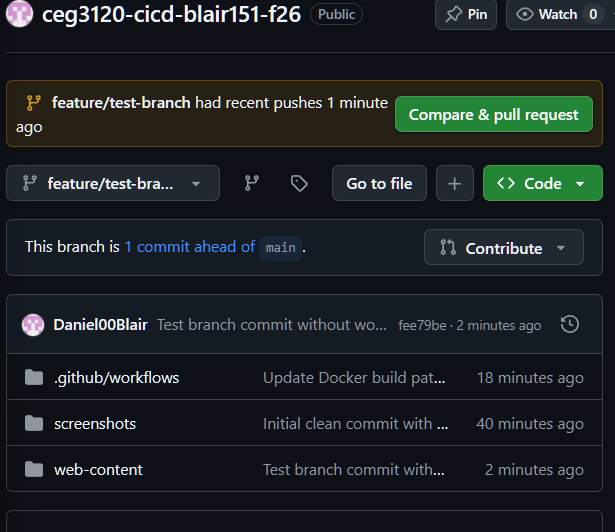 ceg3120-cicd-blair151-f26 Public Pin Watch 0
feature/test-branch had recent pushes 1 minute
ago
Compare & pull request
feature/test-bra... Go to file Code
This branch is 1 commit ahead of main . Contribute
Daniel00Blair Test branch commit without wo... fee79be · 2 minutes ago
.github/workflows Update Docker build pat... 18 minutes ago
screenshots Initial clean commit with ... 40 minutes ago
web-content Test branch commit with... 2 minutes ago